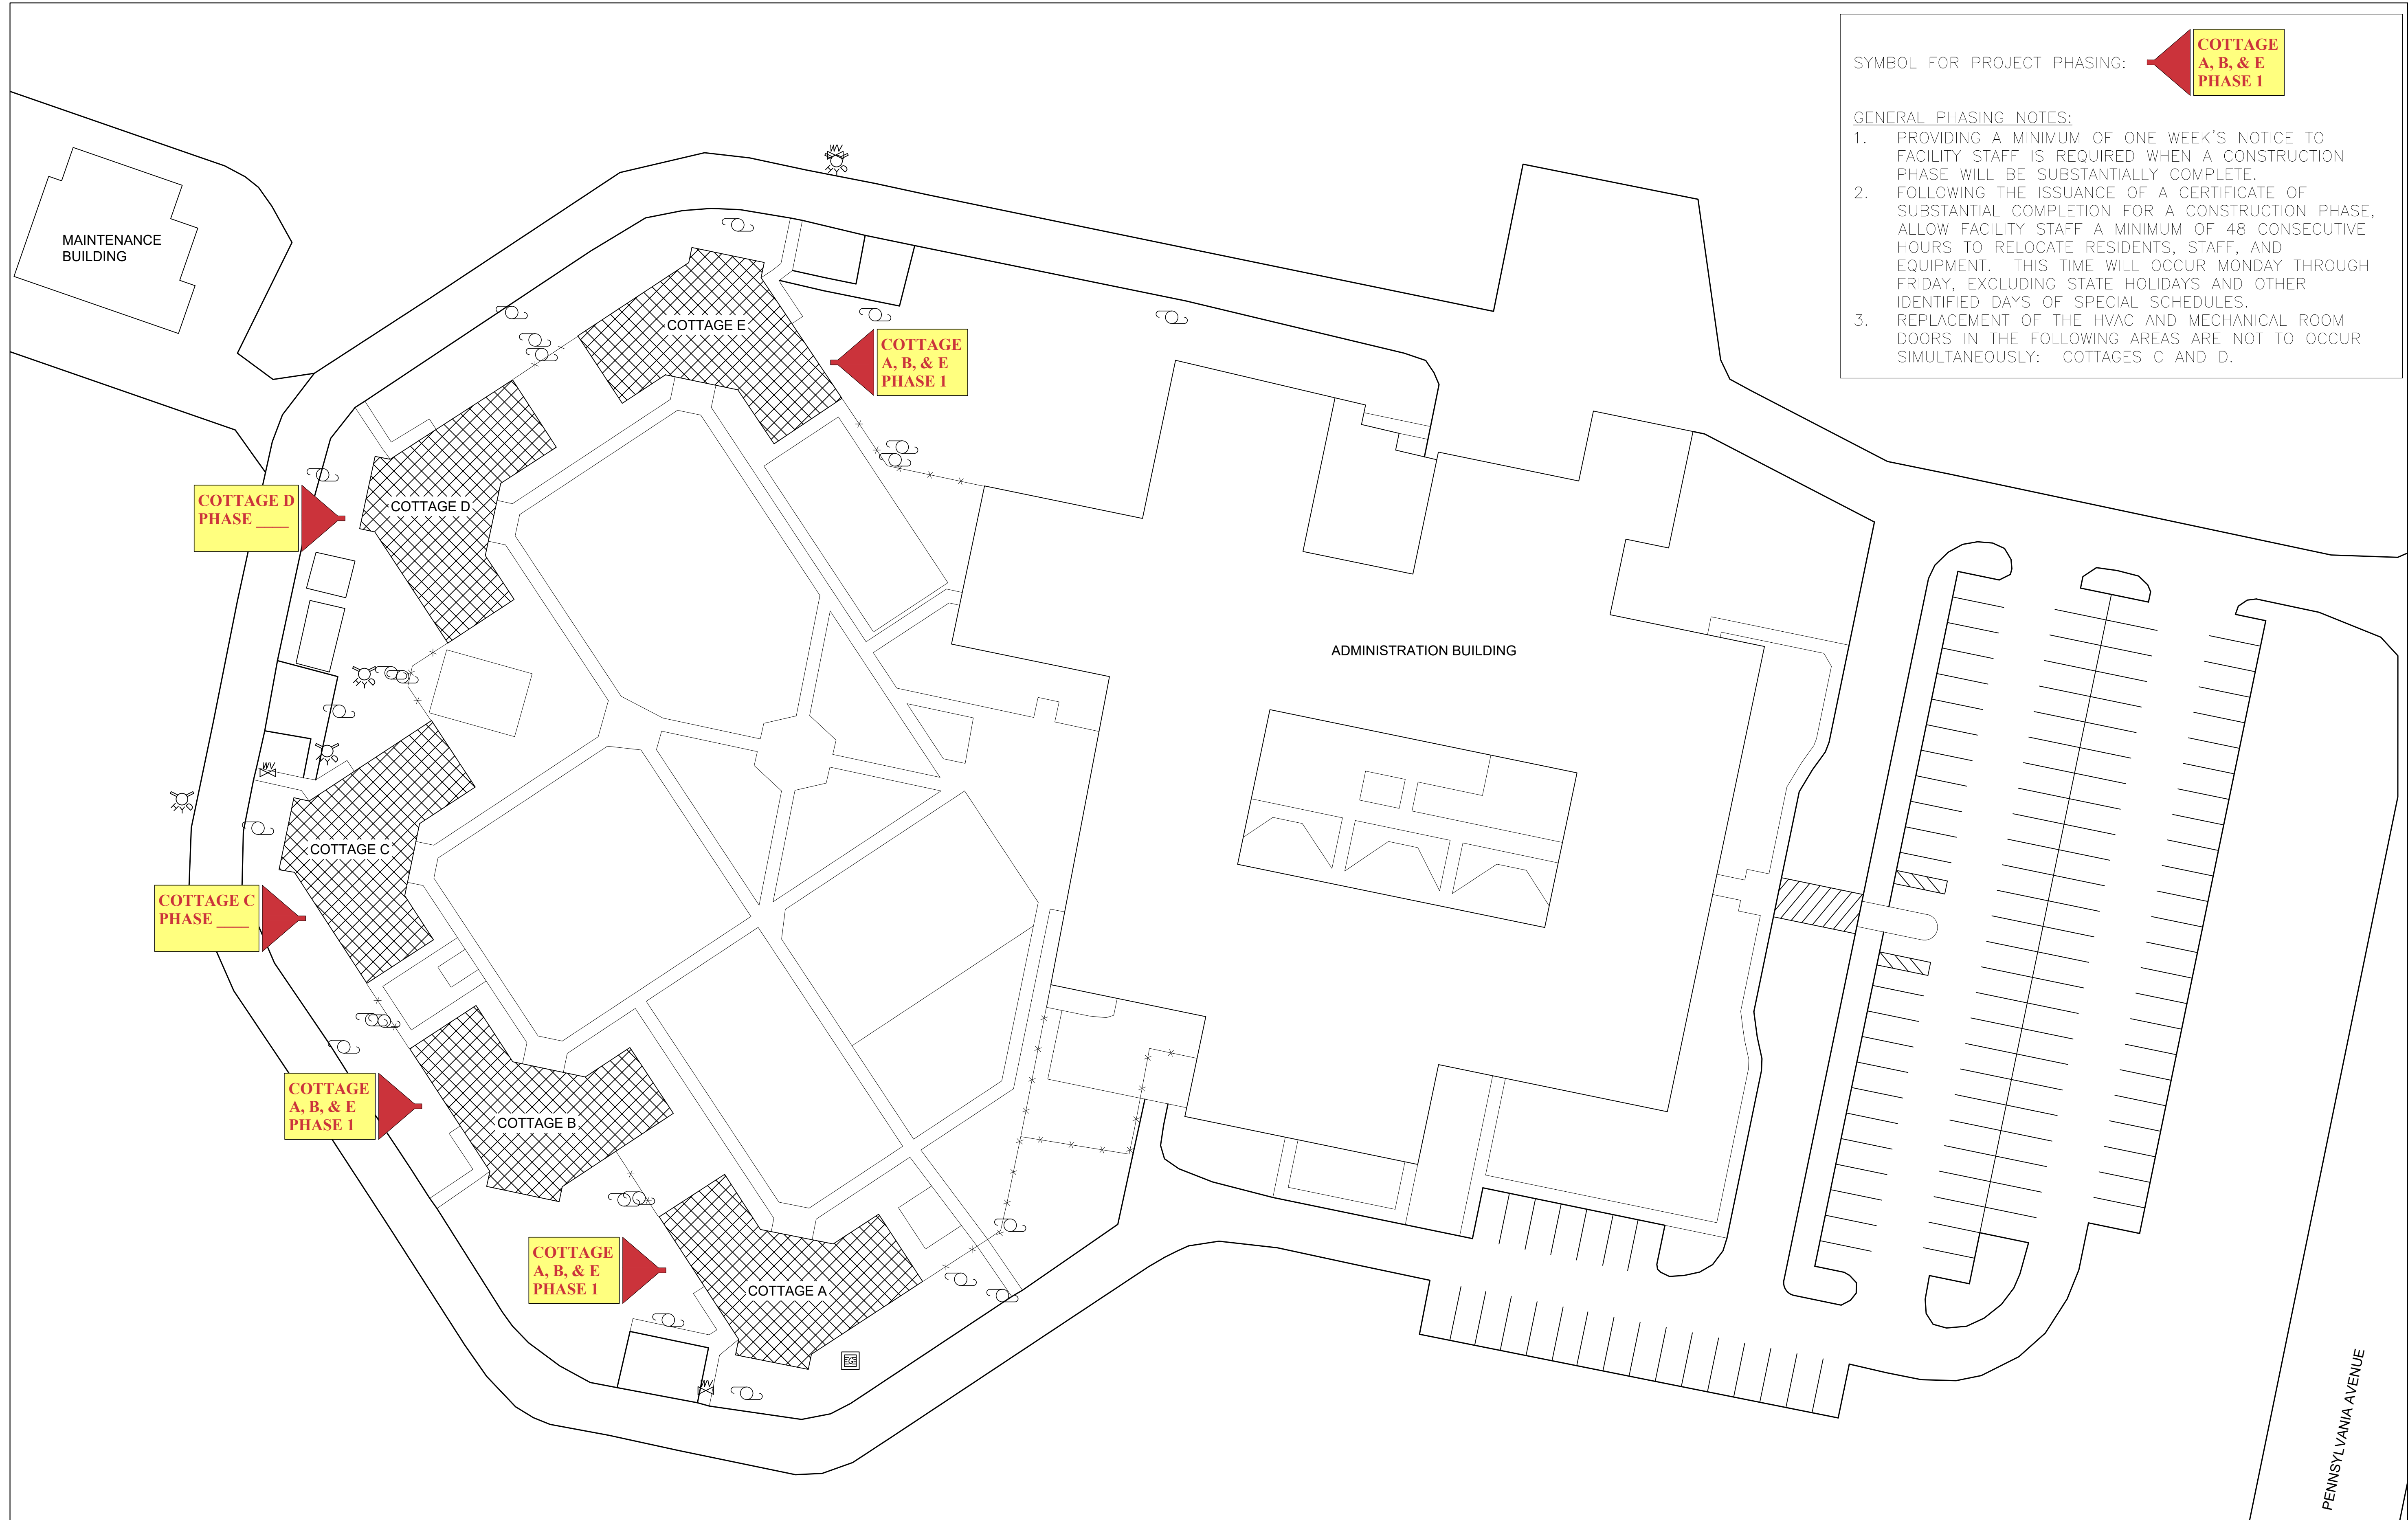 SYMBOL FOR PROJECT PHASING:
COTTAGE
A, B, & E
PHASE 1
GENERAL PHASING NOTES:
1. PROVIDING A MINIMUM OF ONE WEEK'S NOTICE TO
FACILITY STAFF IS REQUIRED WHEN A CONSTRUCTION
PHASE WILL BE SUBSTANTIALLY COMPLETE.
2. FOLLOWING THE ISSUANCE OF A CERTIFICATE OF
SUBSTANTIAL COMPLETION FOR A CONSTRUCTION PHASE,
ALLOW FACILITY STAFF A MINIMUM OF 48 CONSECUTIVE
HOURS TO RELOCATE RESIDENTS, STAFF, AND
EQUIPMENT. THIS TIME WILL OCCUR MONDAY THROUGH
FRIDAY, EXCLUDING STATE HOLIDAYS AND OTHER
IDENTIFIED DAYS OF SPECIAL SCHEDULES.
3. REPLACEMENT OF THE HVAC AND MECHANICAL ROOM
DOORS IN THE FOLLOWING AREAS ARE NOT TO OCCUR
SIMULTANEOUSLY: COTTAGES C AND D.
WV
MAINTENANCE
BUILDING
COTTAGE E
COTTAGE
A, B, & E
PHASE 1
COTTAGE D
PHASE ____
COTTAGE D
ADMINISTRATION BUILDING
WV
COTTAGE C
COTTAGE C
PHASE ____
COTTAGE
A, B, & E
PHASE 1
COTTAGE B
COTTAGE
A, B, & E
PHASE 1
COTTAGE A
WV
PENNSYLVANIA AVENUE